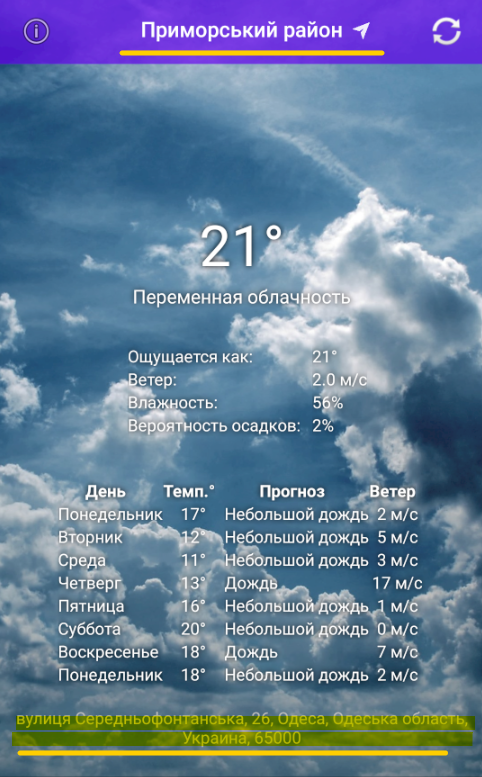 Приморський район
21°
Переменная облачность
Ощущается как: 21°
Ветер: 2.0 м/с
Влажность: 56%
Вероятность осадков: 2%
День Темп.° Прогноз Ветер
Понедельник 17° Небольшой дождь 2 м/с
Вторник 12° Небольшой дождь 5 м/с
Среда 11° Небольшой дождь 3 м/с
Четверг 13° Дождь 17 м/с
Пятница 16° Небольшой дождь 1 м/с
Суббота 20° Небольшой дождь 0 м/с
Воскресенье 18° Дождь 7 м/с
Понедельник 18° Небольшой дождь 2 м/с
вулиця Середньофонтанська, 26, Одеса, Одеська область,
Украина, 65000